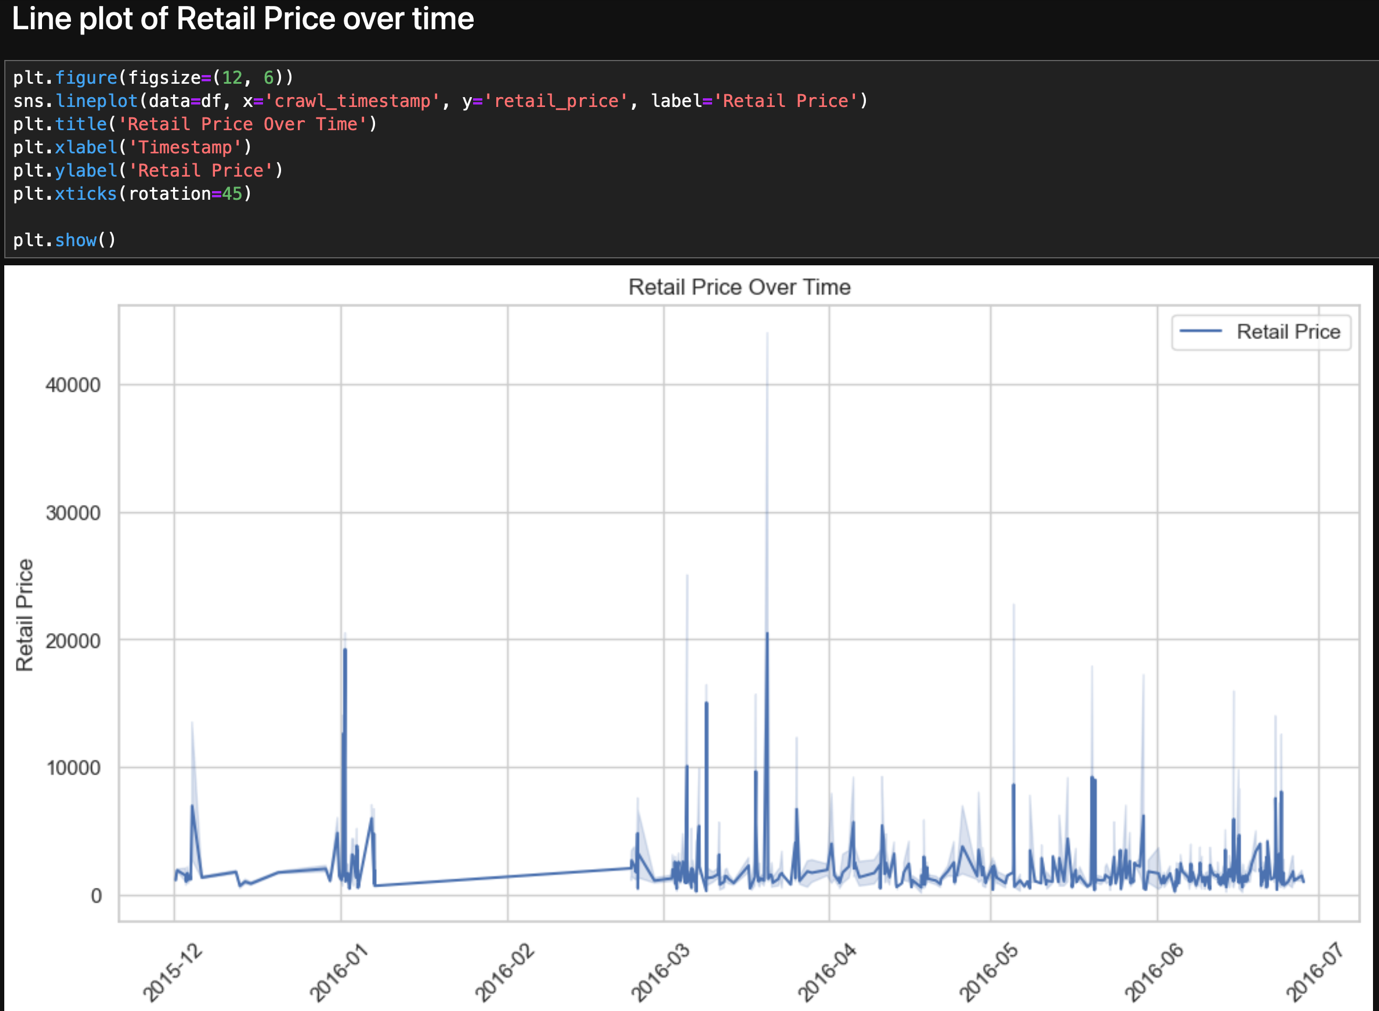 Line plot of Retail Price over time
plt.figure(figsize=(12, 6))
sns.lineplot(data=df, x='crawl_timestamp', y='retail_price', label='Retail Price')
plt.title('Retail Price Over Time')
plt.xlabel('Timestamp')
plt.ylabel('Retail Price')
plt.xticks(rotation=45)
plt.show()
Retail Price Over Time
Retail Price
40000
30000
20000
10000
0
Retail Price
2015-12
2016-01
2016-02
2016-03
2016-04
2016-05
2016-06
2016-07